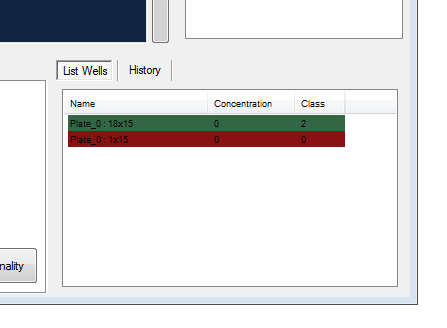 List Wells History
Name Concentration Class
Plate_0 : 18x15 0 2
Plate_0 : 1x15 0 0
nality